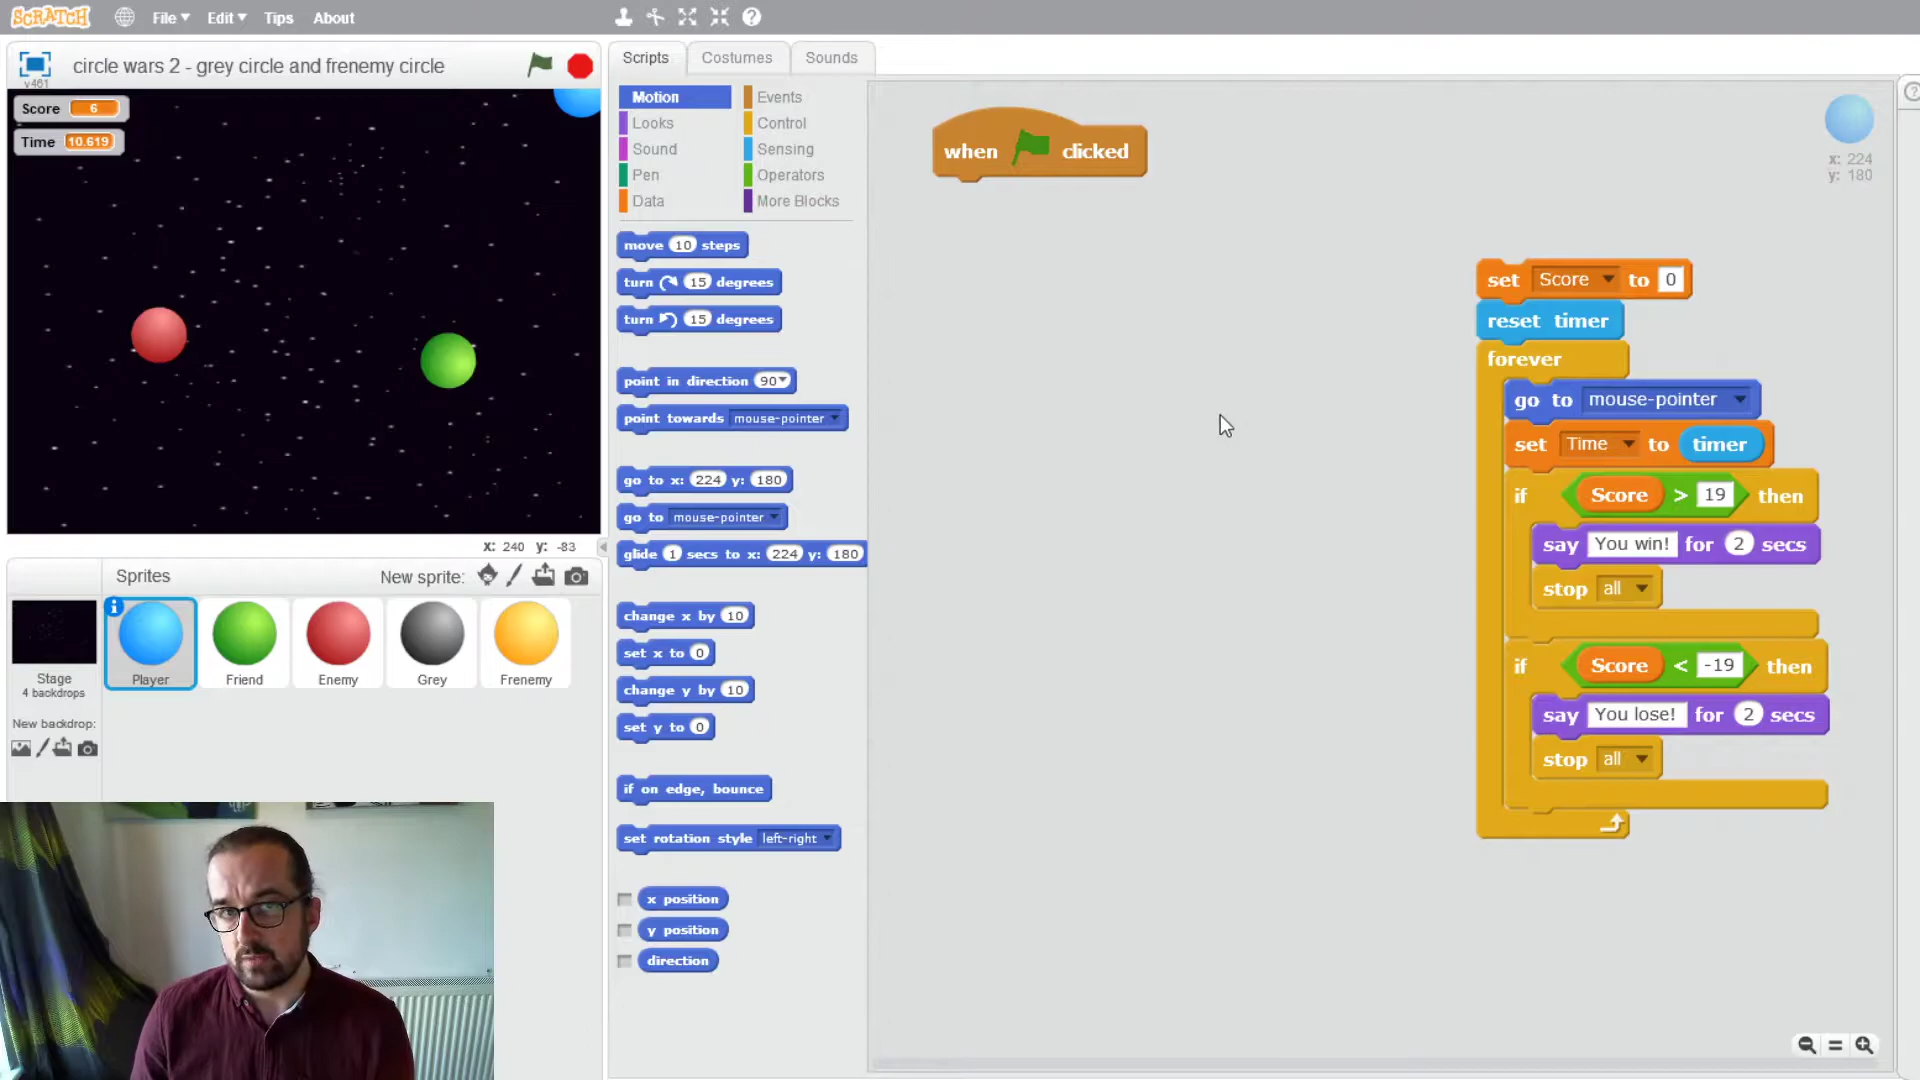 SCRATCH File Edit Tips About
circle wars 2 - grey circle and frenemy circle
v461
Score 6
Time 10.619
x: 240 y: -83
Sprites New sprite:
Player Friend Enemy Grey Frenemy
Stage
4 backdrops
New backdrop:
Scripts Costumes Sounds
Motion Events
Looks Control
Sound Sensing
Pen Operators
Data More Blocks
move 10 steps
turn 15 degrees
turn 15 degrees
point in direction 90
point towards mouse-pointer
go to x: 224 y: 180
go to mouse-pointer
glide 1 secs to x: 224 y: 180
change x by 10
set x to 0
change y by 10
set y to 0
if on edge, bounce
set rotation style left-right
x position
y position
direction
when clicked
x: 224
y: 180
set Score to 0
reset timer
forever
go to mouse-pointer
set Time to timer
if Score > 19 then
say You win! for 2 secs
stop all
if Score < -19 then
say You lose! for 2 secs
stop all